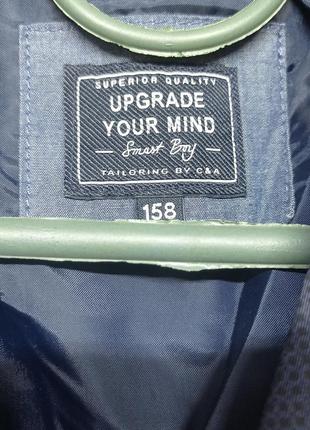 SUPERIOR QUALITY
UPGRADE
YOUR MIND
Smart Boy
TAILORING BY C&A
158